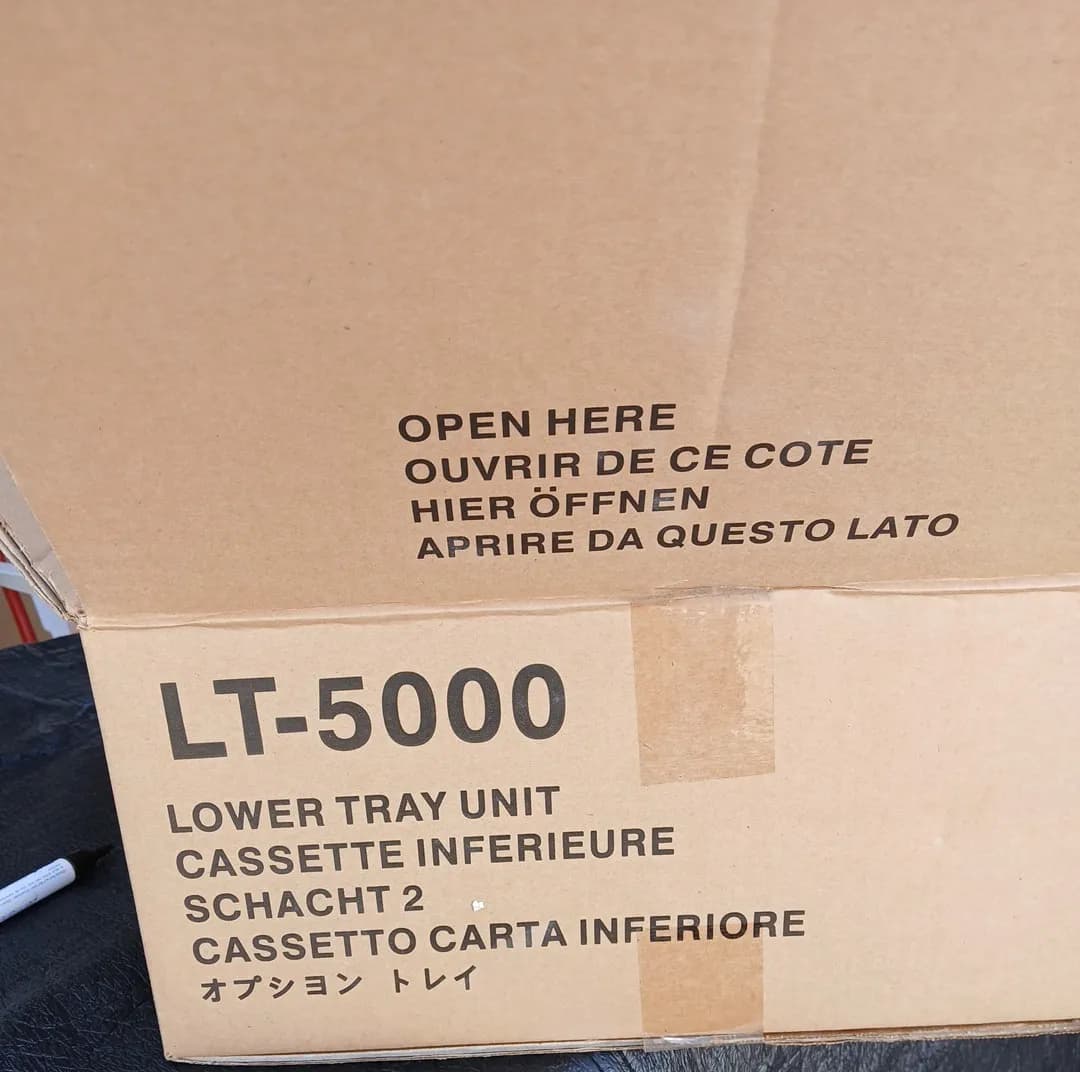 OPEN HERE
OUVRIR DE CE COTE
HIER ÖFFNEN
APRIRE DA QUESTO LATO
LT-5000
LOWER TRAY UNIT
CASSETTE INFERIEURE
SCHACHT 2
CASSETTO CARTA INFERIORE
オプシヨン トレイ